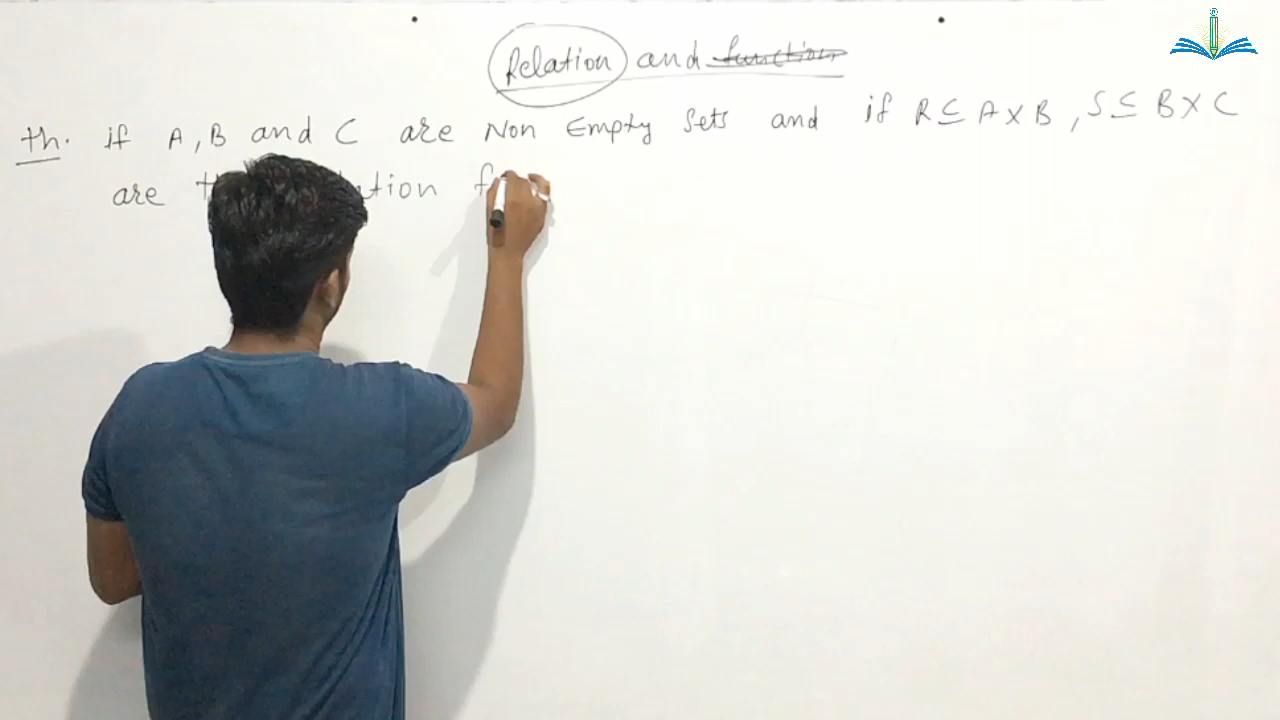 Relation and function
th. if A, B and C are Non Empty Sets and if R ⊆ A X B, S ⊆ B X C
are